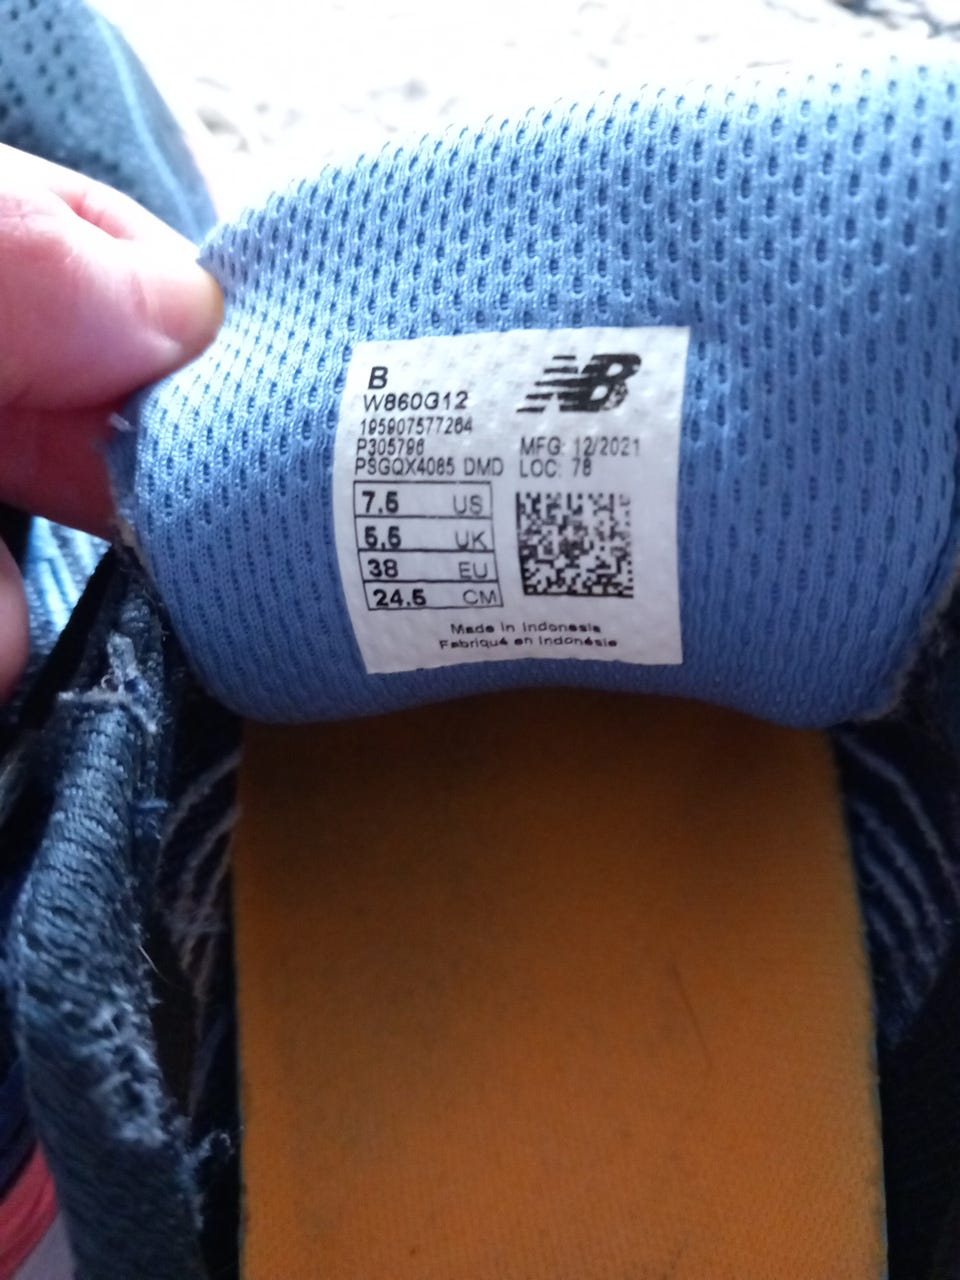 B
NB
W860G12
195907577264
P305796
MFG: 12/2021
PSGQX4085 DMD
LOC: 78
7.5 US
5.5 UK
38 EU
24.5 CM
Made in Indonesia
Fabriqué en Indonésie